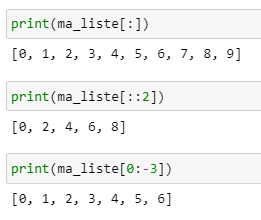 print(ma_liste[:])
[0, 1, 2, 3, 4, 5, 6, 7, 8, 9]
print(ma_liste[::2])
[0, 2, 4, 6, 8]
print(ma_liste[0:-3])
[0, 1, 2, 3, 4, 5, 6]